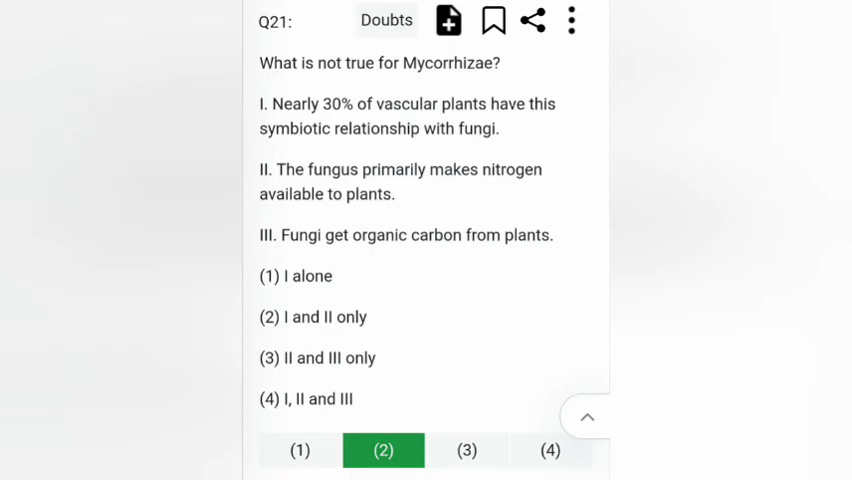 Q21:
Doubts
What is not true for Mycorrhizae?
I. Nearly 30% of vascular plants have this
symbiotic relationship with fungi.
II. The fungus primarily makes nitrogen
available to plants.
III. Fungi get organic carbon from plants.
(1) I alone
(2) I and II only
(3) II and III only
(4) I, II and III
(1) (2) (3) (4)